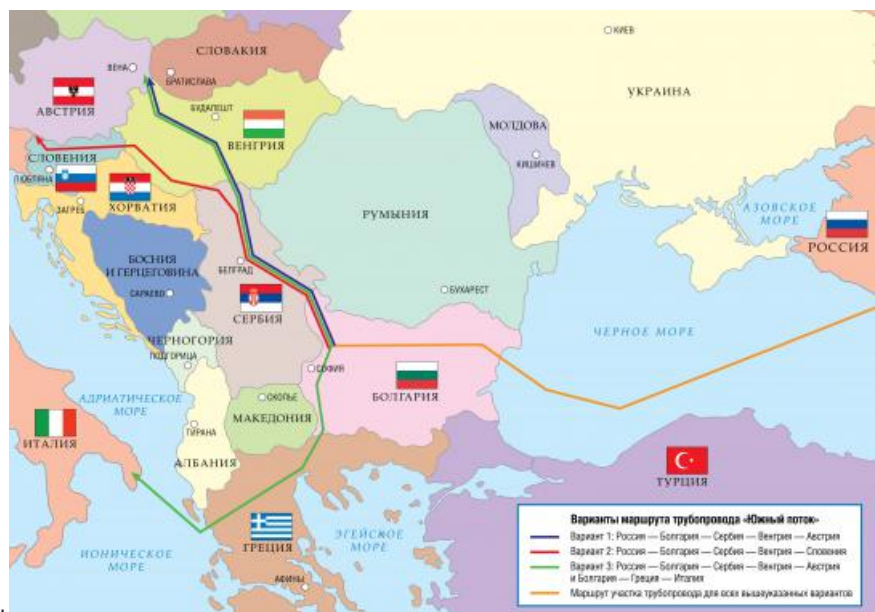 КИЕВ
СЛОВАКИЯ
ВЕНА
БРАТИСЛАВА
УКРАИНА
АВСТРИЯ
БУДАПЕШТ
ВЕНГРИЯ
МОЛДОВА
КИШИНЕВ
СЛОВЕНИЯ
ЛЮБЛЯНА
ХОРВАТИЯ
ЗАГРЕБ
РУМЫНИЯ
АЗОВСКОЕ
МОРЕ
РОССИЯ
БОСНИЯ
И ГЕРЦЕГОВИНА
БЕЛГРАД
САРАЕВО
БУХАРЕСТ
СЕРБИЯ
ЧЕРНОЕ МОРЕ
ЧЕРНОГОРИЯ
ПОДГОРИЦА
СОФИЯ
БОЛГАРИЯ
АДРИАТИЧЕСКОЕ
МОРЕ
СКОПЬЕ
МАКЕДОНИЯ
ИТАЛИЯ
ТИРАНА
АЛБАНИЯ
ТУРЦИЯ
ГРЕЦИЯ
ЭГЕЙСКОЕ
МОРЕ
ИОНИЧЕСКОЕ
МОРЕ
АФИНЫ
Варианты маршрута трубопровода «Южный поток»
Вариант 1: Россия — Болгария — Сербия — Венгрия — Австрия
Вариант 2: Россия — Болгария — Сербия — Венгрия — Словения
Вариант 3: Россия — Болгария — Сербия — Венгрия — Австрия
и Болгария — Греция — Италия
Маршрут участка трубопровода для всех вышеуказанных вариантов
.